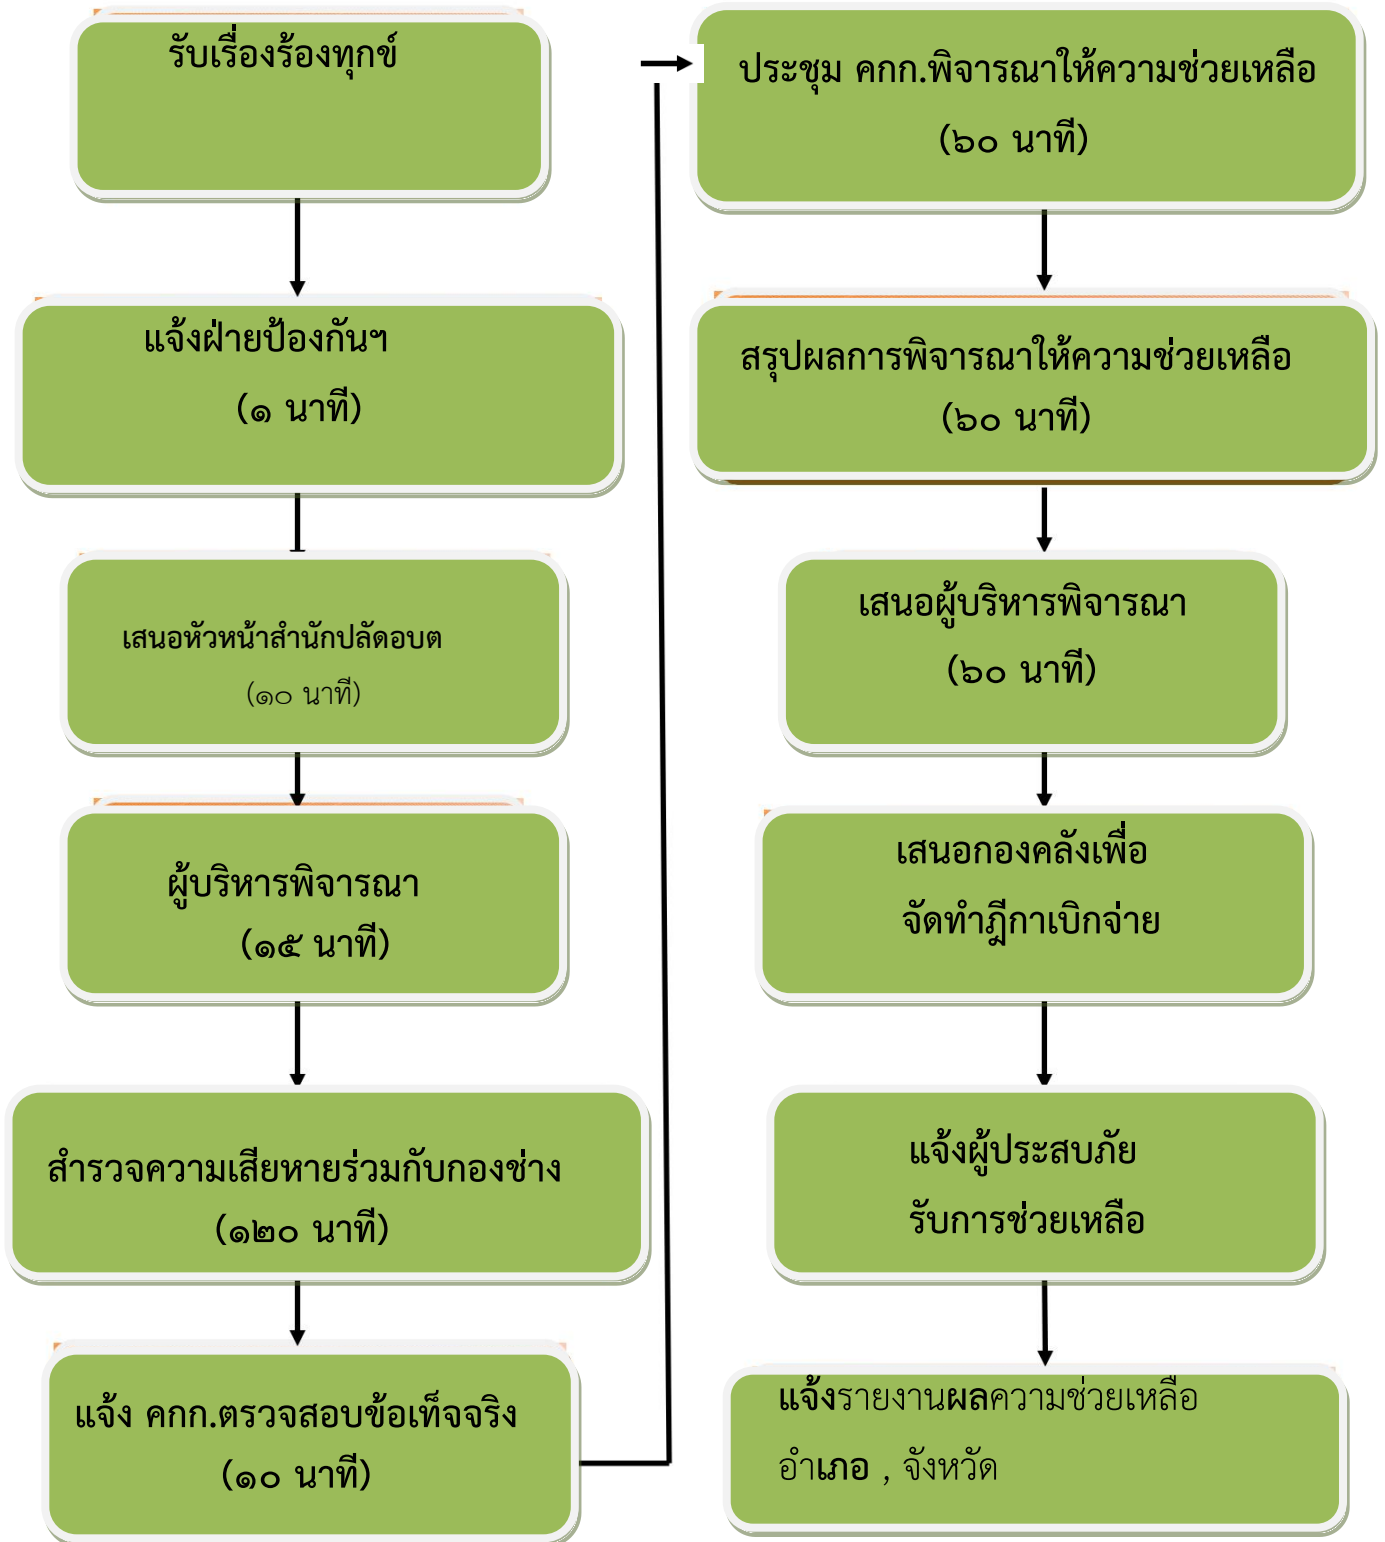 รับเรื่องร้องทุกข์
แจ้งฝ่ายป้องกันฯ
(๑ นาที)
เสนอหัวหน้าสำนักปลัดอบต
(๑๐ นาที)
ผู้บริหารพิจารณา
(๑๕ นาที)
สำรวจความเสียหายร่วมกับกองช่าง
(๑๒๐ นาที)
แจ้ง คกก.ตรวจสอบข้อเท็จจริง
(๑๐ นาที)
ประชุม คกก.พิจารณาให้ความช่วยเหลือ
(๖๐ นาที)
สรุปผลการพิจารณาให้ความช่วยเหลือ
(๖๐ นาที)
เสนอผู้บริหารพิจารณา
(๖๐ นาที)
เสนอกองคลังเพื่อ
จัดทำฎีกาเบิกจ่าย
แจ้งผู้ประสบภัย
รับการช่วยเหลือ
แจ้งรายงานผลความช่วยเหลือ
อำเภอ , จังหวัด